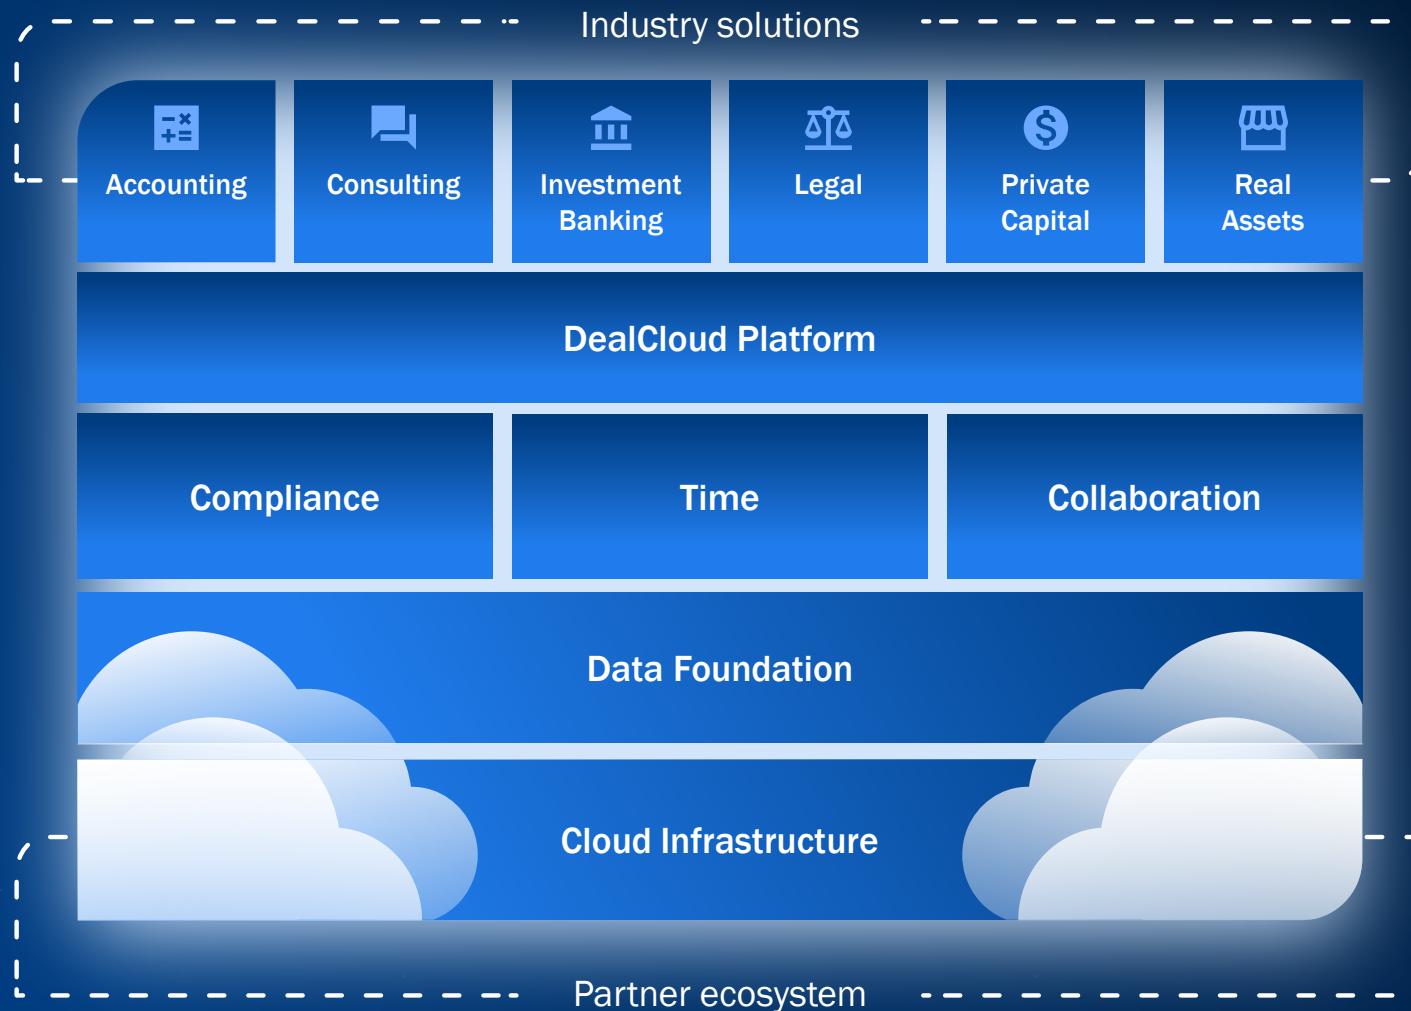 Industry solutions
Accounting
Consulting
Investment
Banking
Legal
Private
Capital
Real
Assets
DealCloud Platform
Compliance
Time
Collaboration
Data Foundation
Cloud Infrastructure
Partner ecosystem